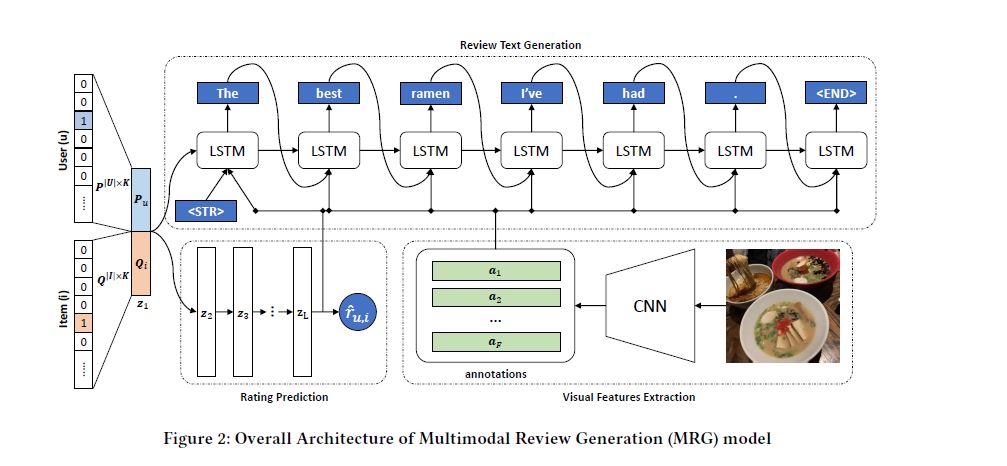 Review Text Generation
The best ramen I've had . <END>
LSTM LSTM LSTM LSTM LSTM LSTM LSTM
<STR>
User (u)
0
0
1
0
0
0
⋮
P^{|U|×K}
P_u
Item (i)
0
0
0
0
1
0
⋮
Q^{|I|×K}
Q_i
z_1
z_2 z_3 ⋮ z_L r̂_{u,i}
Rating Prediction
a_1
a_2
...
a_F
annotations
CNN
Visual Features Extraction
Figure 2: Overall Architecture of Multimodal Review Generation (MRG) model